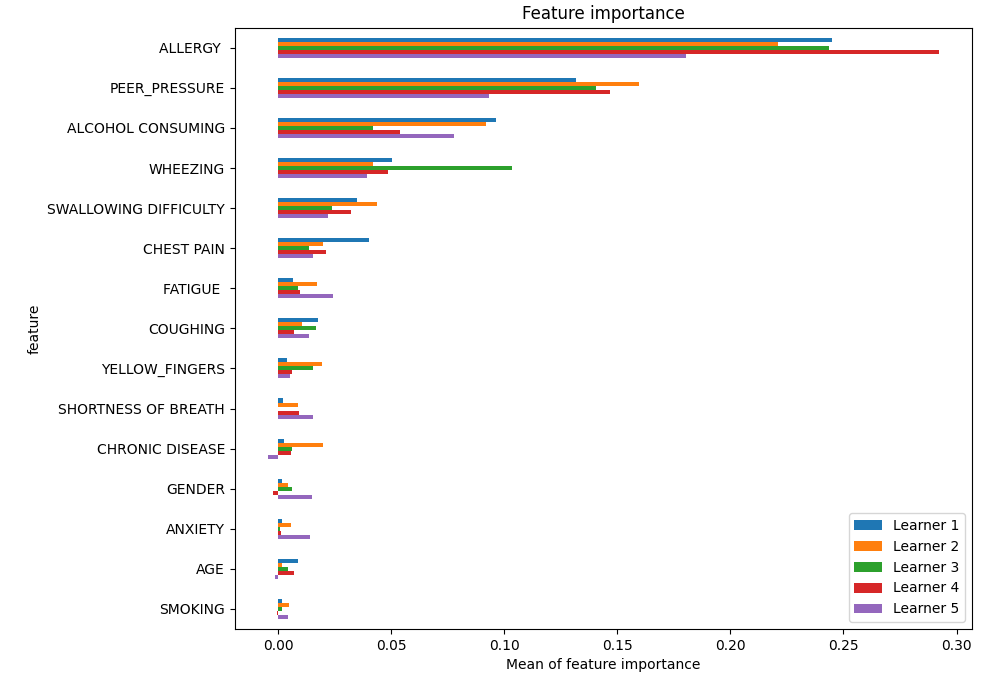 Feature importance
ALLERGY
PEER_PRESSURE
ALCOHOL CONSUMING
WHEEZING
SWALLOWING DIFFICULTY
CHEST PAIN
FATIGUE
COUGHING
YELLOW_FINGERS
SHORTNESS OF BREATH
CHRONIC DISEASE
GENDER
ANXIETY
AGE
SMOKING
feature
Learner 1
Learner 2
Learner 3
Learner 4
Learner 5
0.00 0.05 0.10 0.15 0.20 0.25 0.30
Mean of feature importance